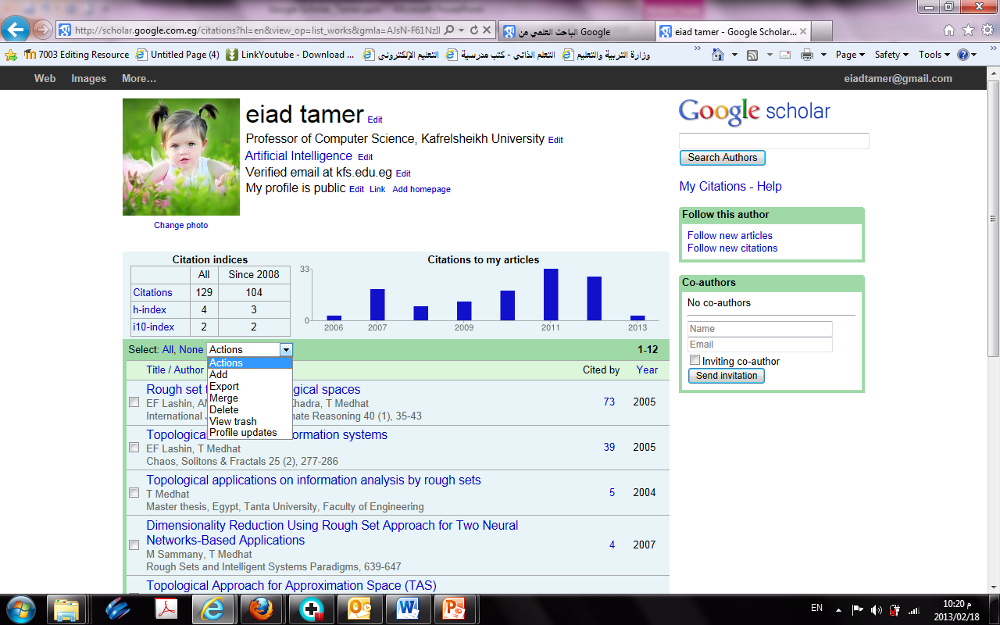 http://scholar.google.com.eg/citations?hl=en&view_op=list_works&gmla=AJsN-F61NzlI
الباحث العلمي من Google
eiad tamer - Google Scholar...
7003 Editing Resource
Untitled Page (4)
LinkYoutube - Download ...
التعليم الإلكترونى
التعلم الذاتي - كتب مدرسية
وزارة التربية والتعليم
Page
Safety
Tools
Web Images More...
eiadtamer@gmail.com
eiad tamer Edit
Professor of Computer Science, Kafrelsheikh University Edit
Artificial Intelligence Edit
Verified email at kfs.edu.eg Edit
My profile is public Edit Link Add homepage
Change photo
Google scholar
Search Authors
My Citations - Help
Follow this author
Follow new articles
Follow new citations
Co-authors
No co-authors
Name
Email
Inviting co-author
Send invitation
Citation indices
All Since 2008
Citations 129 104
h-index 4 3
i10-index 2 2
Citations to my articles
33
0
2006 2007 2009 2011 2013
Select: All, None Actions 1-12
Actions
Add
Export
Merge
Delete
View trash
Profile updates
Title / Author Cited by Year
Rough set gical spaces 73 2005
EF Lashin, Khadra, T Medhat
International Reasoning 40 (1), 35-43
Topological ormation systems 39 2005
EF Lashin, T Medhat
Chaos, Solitons & Fractals 25 (2), 277-286
Topological applications on information analysis by rough sets 5 2004
T Medhat
Master thesis, Egypt, Tanta University, Faculty of Engineering
Dimensionality Reduction Using Rough Set Approach for Two Neural
Networks-Based Applications 4 2007
M Sammany, T Medhat
Rough Sets and Intelligent Systems Paradigms, 639-647
Topological Approach for Approximation Space (TAS)
EN
10:20 م
2013/02/18